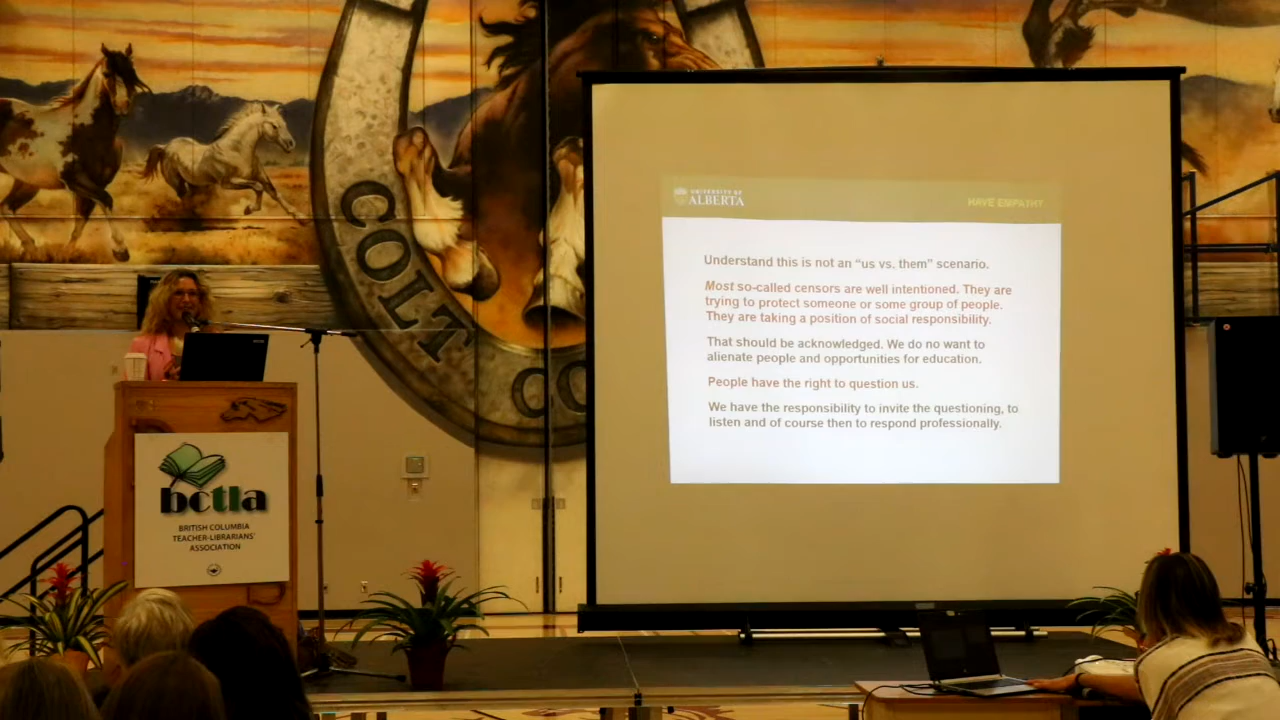 COLT
CO
UNIVERSITY OF
ALBERTA
HAVE EMPATHY
Understand this is not an “us vs. them” scenario.
Most so-called censors are well intentioned. They are
trying to protect someone or some group of people.
They are taking a position of social responsibility.
That should be acknowledged. We do no want to
alienate people and opportunities for education.
People have the right to question us.
We have the responsibility to invite the questioning, to
listen and of course then to respond professionally.
bctla
BRITISH COLUMBIA
TEACHER-LIBRARIANS'
ASSOCIATION